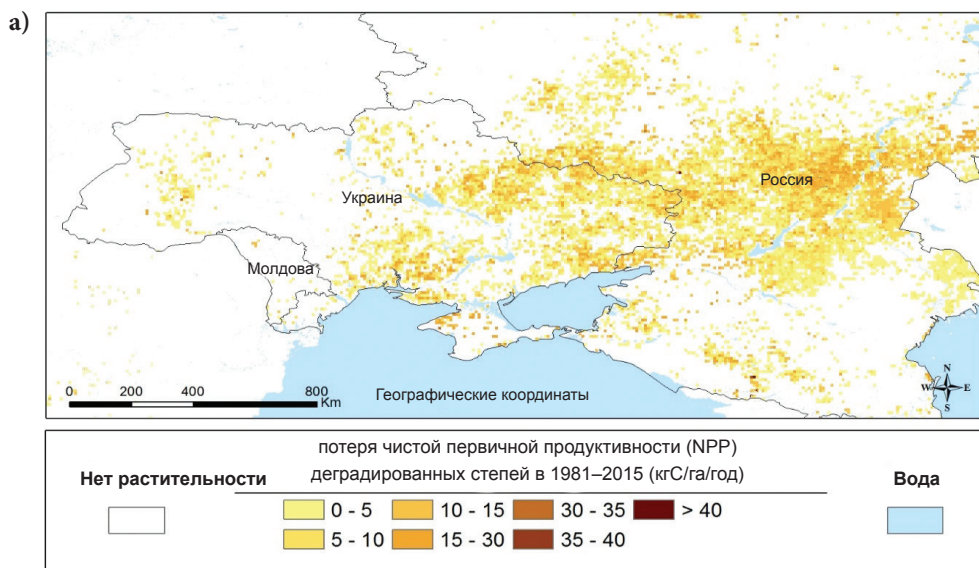 а)
Россия
Украина
Молдова
0 200 400 800
Km
Географические координаты
N
W E
S
потеря чистой первичной продуктивности (NPP)
деградированных степей в 1981–2015 (кгС/га/год)
Нет растительности
Вода
0 - 5 10 - 15 30 - 35 > 40
5 - 10 15 - 30 35 - 40